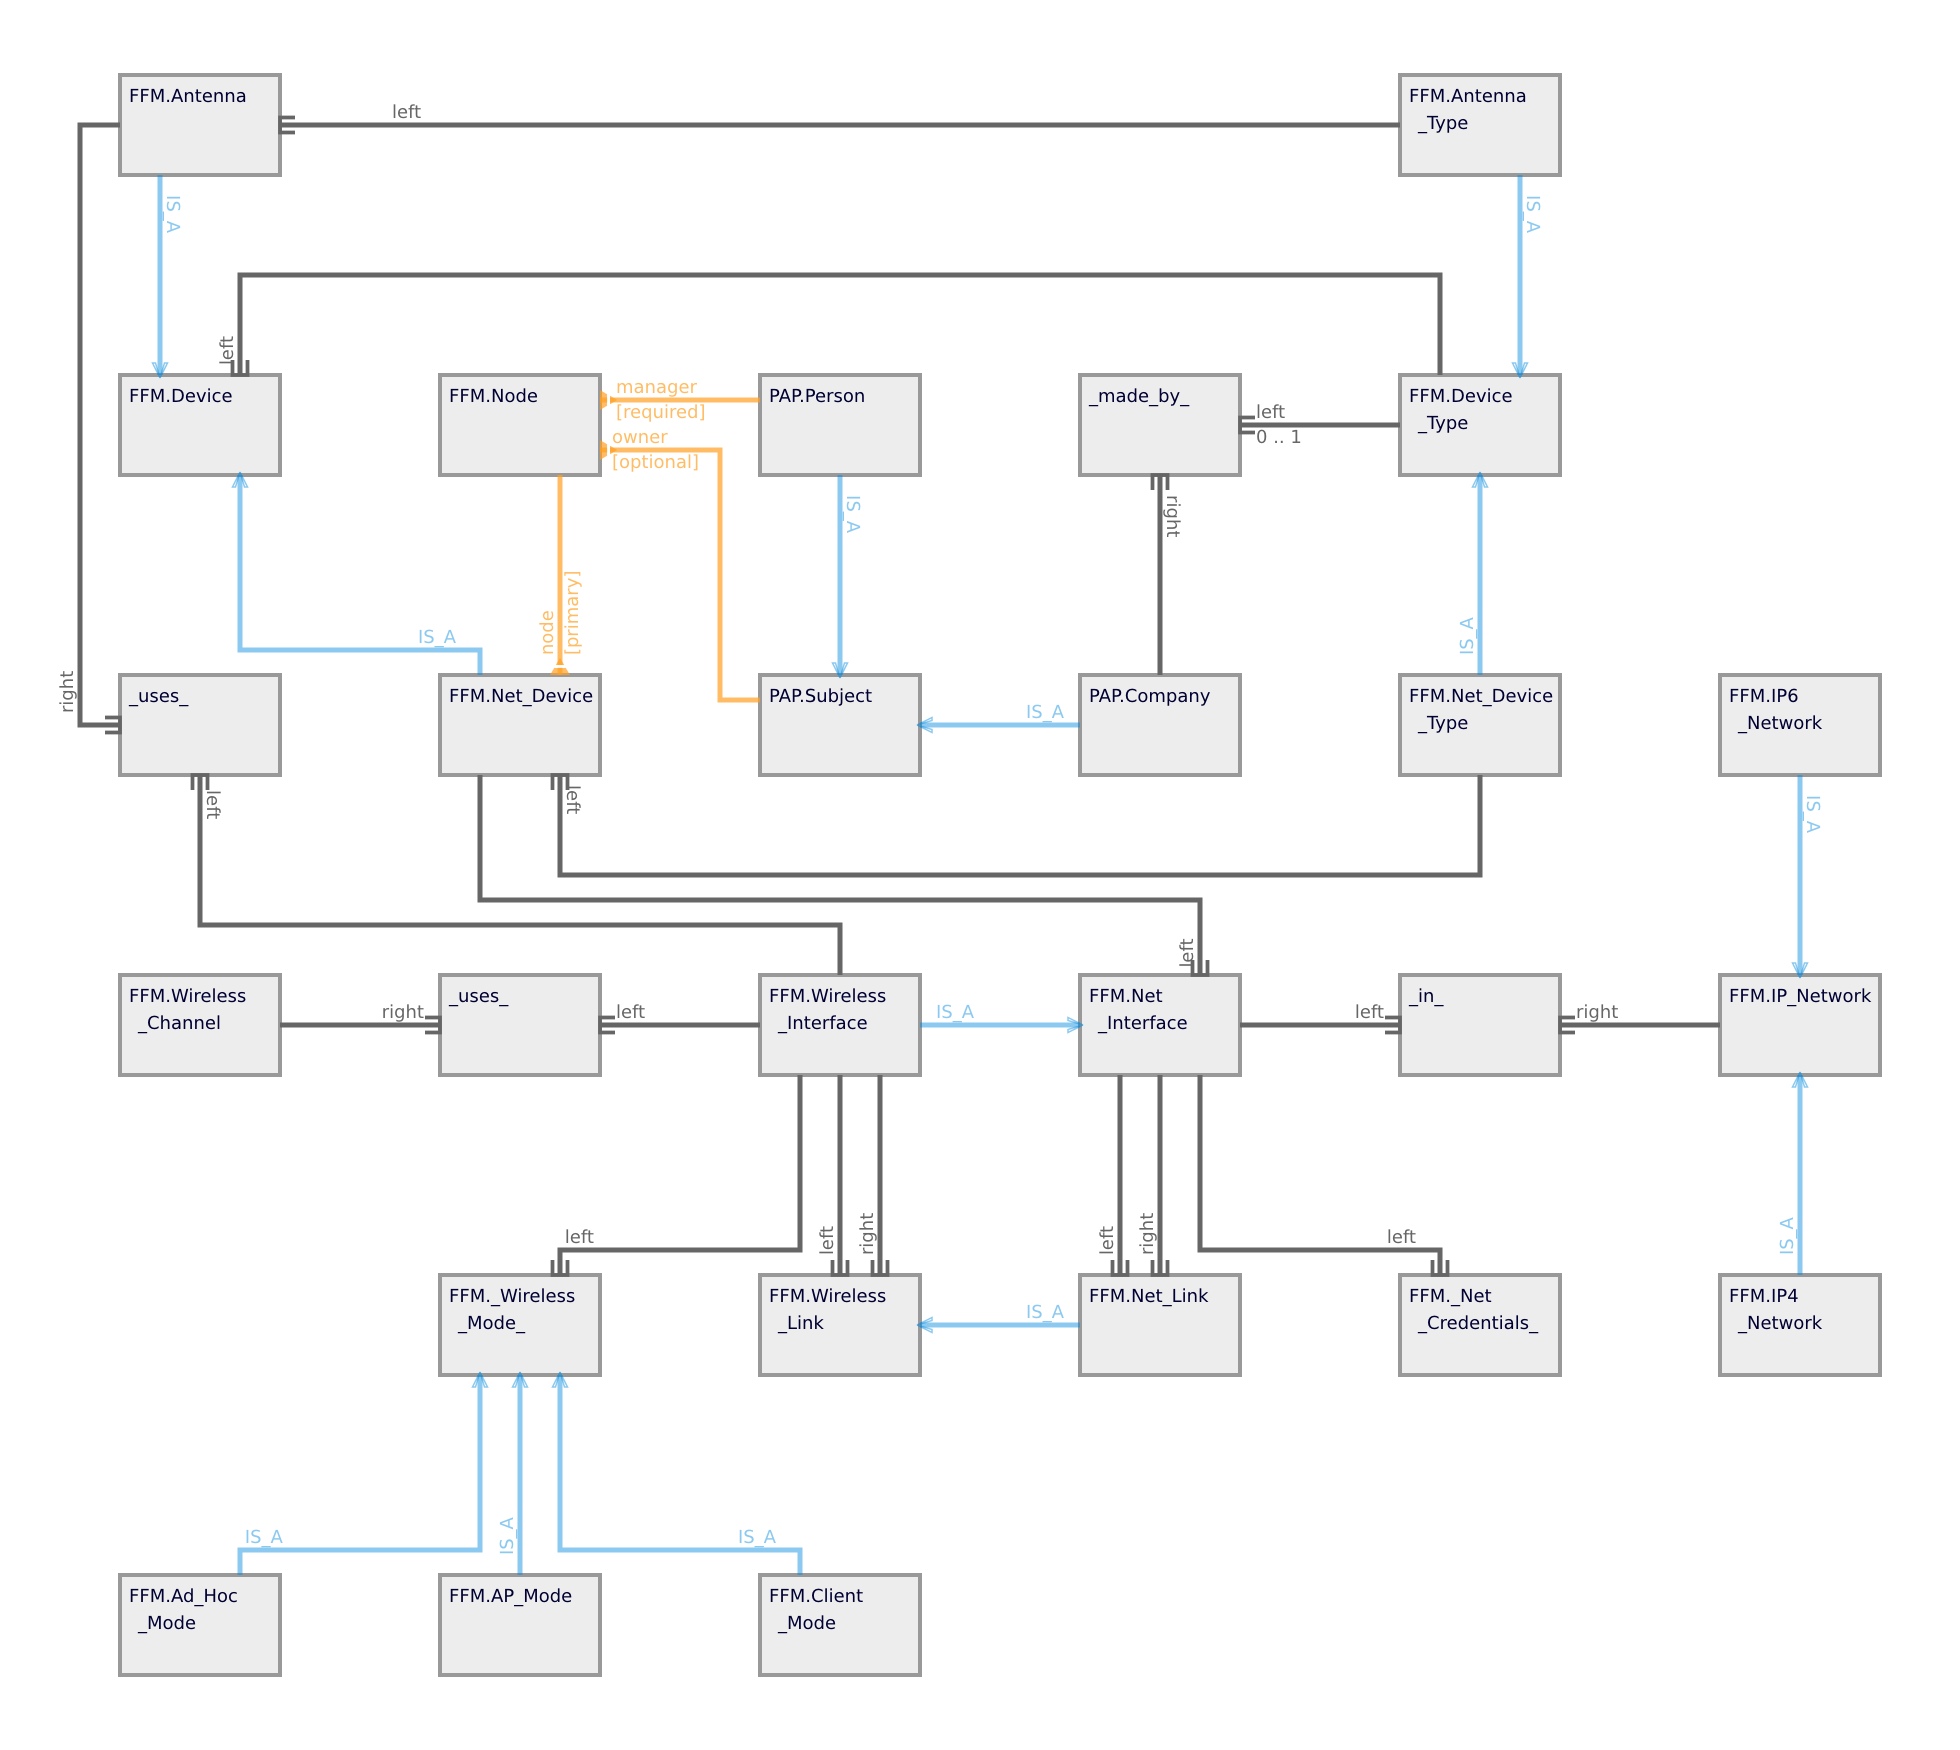 FFM.Antenna
left
FFM.Antenna
_Type
IS_A
IS_A
left
FFM.Device
FFM.Node
manager
[required]
owner
[optional]
PAP.Person
_made_by_
left
0 .. 1
FFM.Device
_Type
IS_A
right
node
[primary]
IS_A
IS_A
right
_uses_
FFM.Net_Device
PAP.Subject
IS_A
PAP.Company
FFM.Net_Device
_Type
FFM.IP6
_Network
left
left
IS_A
left
FFM.Wireless
_Channel
right
_uses_
left
FFM.Wireless
_Interface
IS_A
FFM.Net
_Interface
left
_in_
right
FFM.IP_Network
left
left
right
left
right
left
IS_A
FFM._Wireless
_Mode_
FFM.Wireless
_Link
IS_A
FFM.Net_Link
FFM._Net
_Credentials_
FFM.IP4
_Network
IS_A
IS_A
IS_A
FFM.Ad_Hoc
_Mode
FFM.AP_Mode
FFM.Client
_Mode